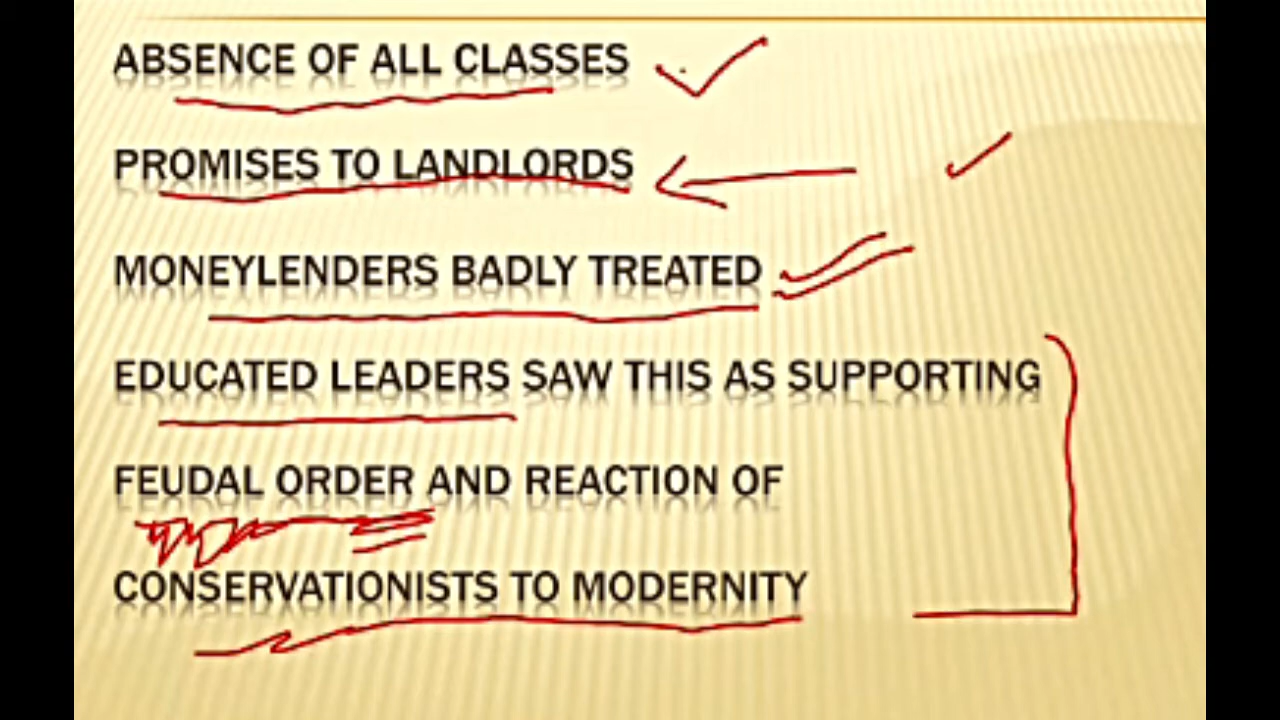 ABSENCE OF ALL CLASSES
PROMISES TO LANDLORDS
MONEYLENDERS BADLY TREATED
EDUCATED LEADERS SAW THIS AS SUPPORTING
FEUDAL ORDER AND REACTION OF
CONSERVATIONISTS TO MODERNITY